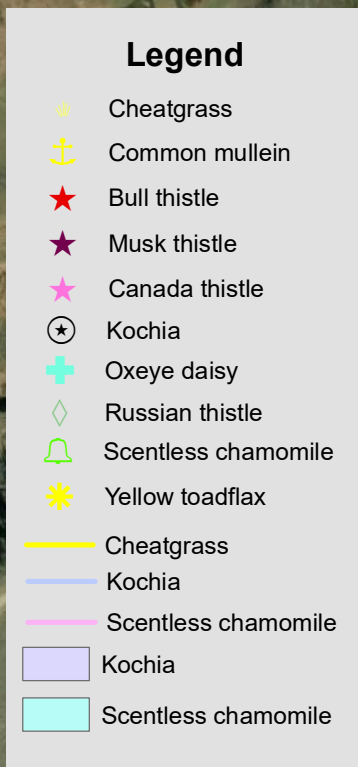 Legend
Cheatgrass
Common mullein
Bull thistle
Musk thistle
Canada thistle
Kochia
Oxeye daisy
Russian thistle
Scentless chamomile
Yellow toadflax
Cheatgrass
Kochia
Scentless chamomile
Kochia
Scentless chamomile